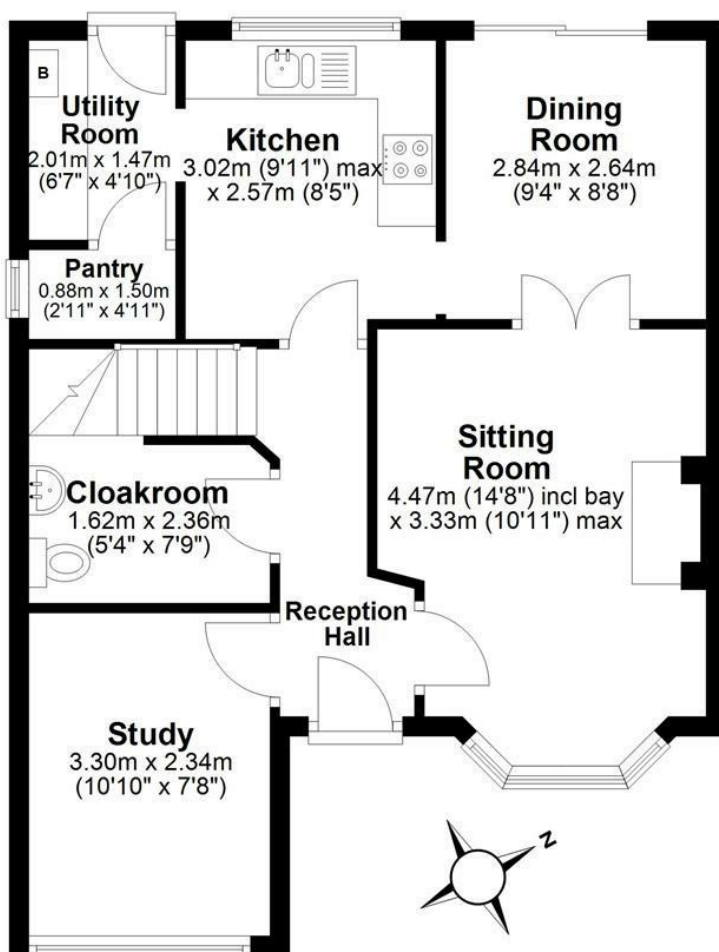 B
Utility
Room
2.01m x 1.47m
(6'7" x 4'10")
Kitchen
3.02m (9'11") max
x 2.57m (8'5")
Dining
Room
2.84m x 2.64m
(9'4" x 8'8")
Pantry
0.88m x 1.50m
(2'11" x 4'11")
Sitting
Room
4.47m (14'8") incl bay
x 3.33m (10'11") max
Cloakroom
1.62m x 2.36m
(5'4" x 7'9")
Reception
Hall
Study
3.30m x 2.34m
(10'10" x 7'8")
N